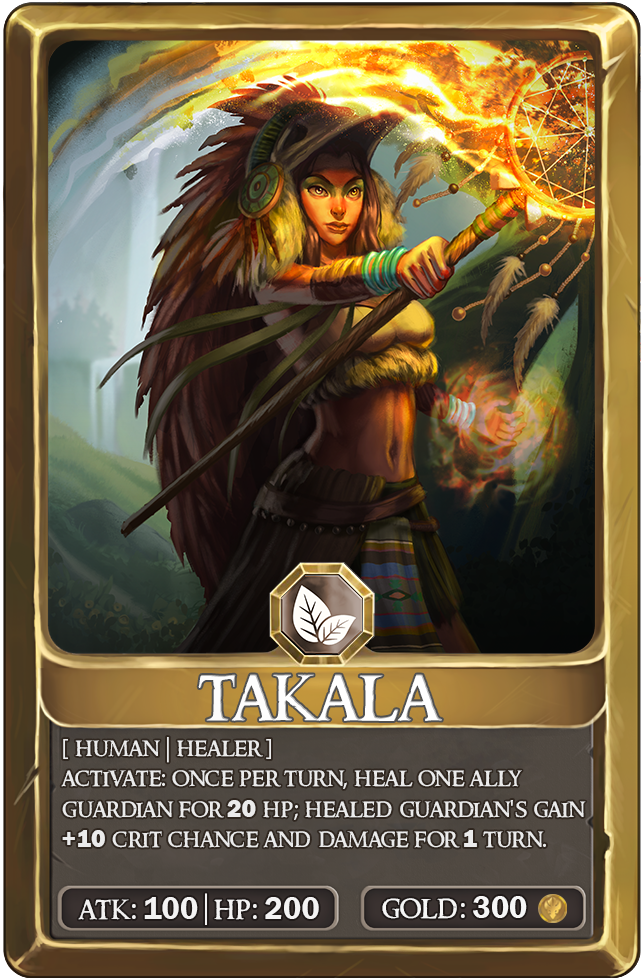 TAKALA
[ HUMAN | HEALER ]
ACTIVATE: ONCE PER TURN, HEAL ONE ALLY
GUARDIAN FOR 20 HP; HEALED GUARDIAN'S GAIN
+10 CRIT CHANCE AND DAMAGE FOR 1 TURN.
ATK: 100 | HP: 200 GOLD: 300